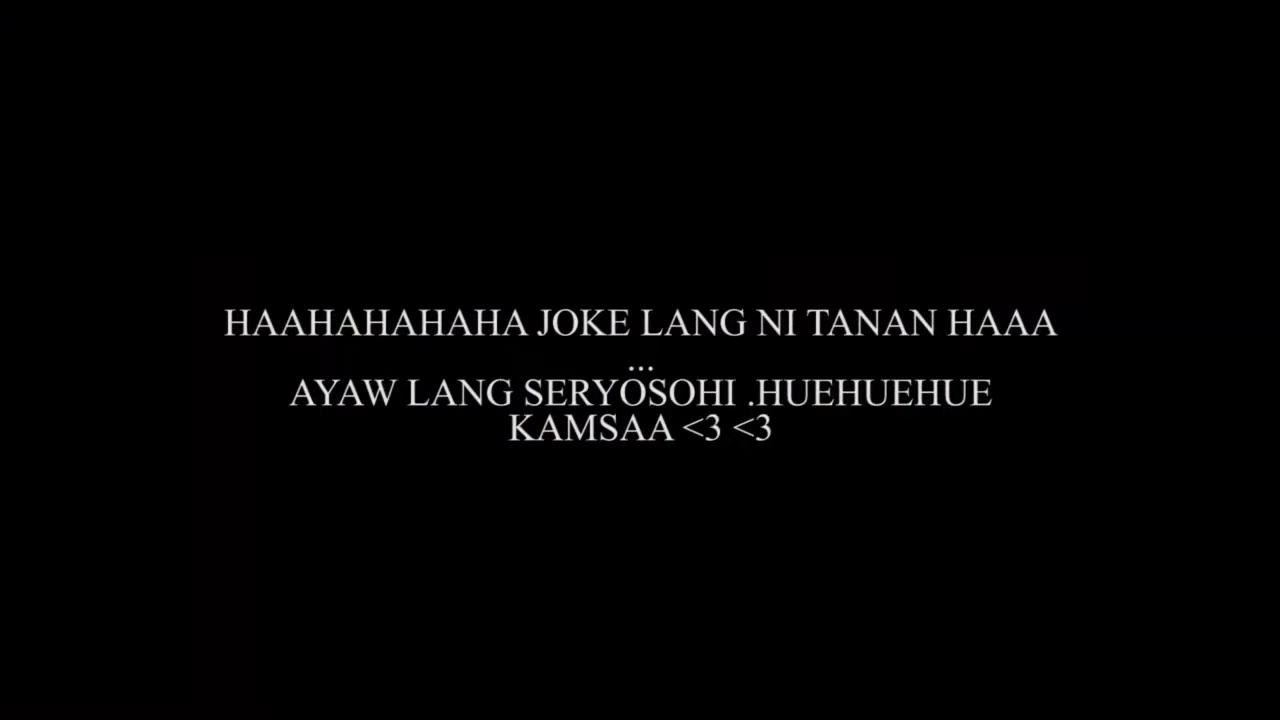 HAAHAHAHAHA JOKE LANG NI TANAN HAAA
...
AYAW LANG SERYOSOHI .HUEHUEHUE
KAMSAA <3 <3